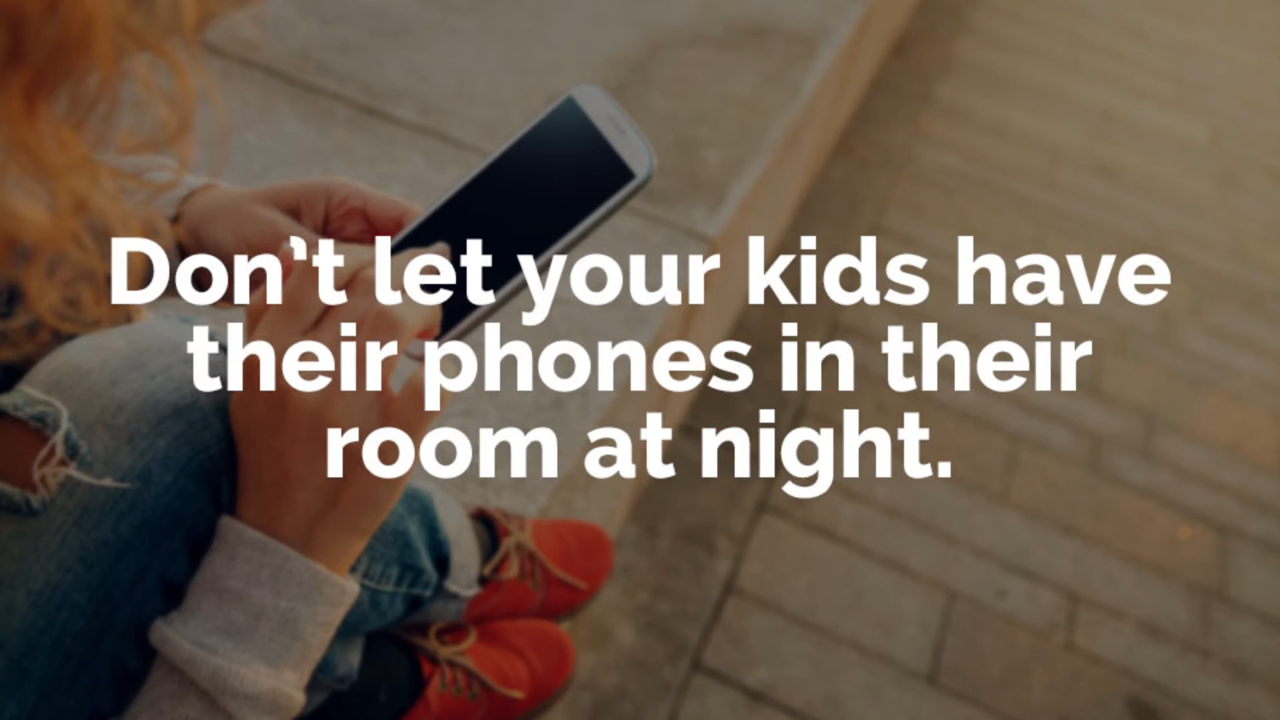 Don’t let your kids have
their phones in their
room at night.